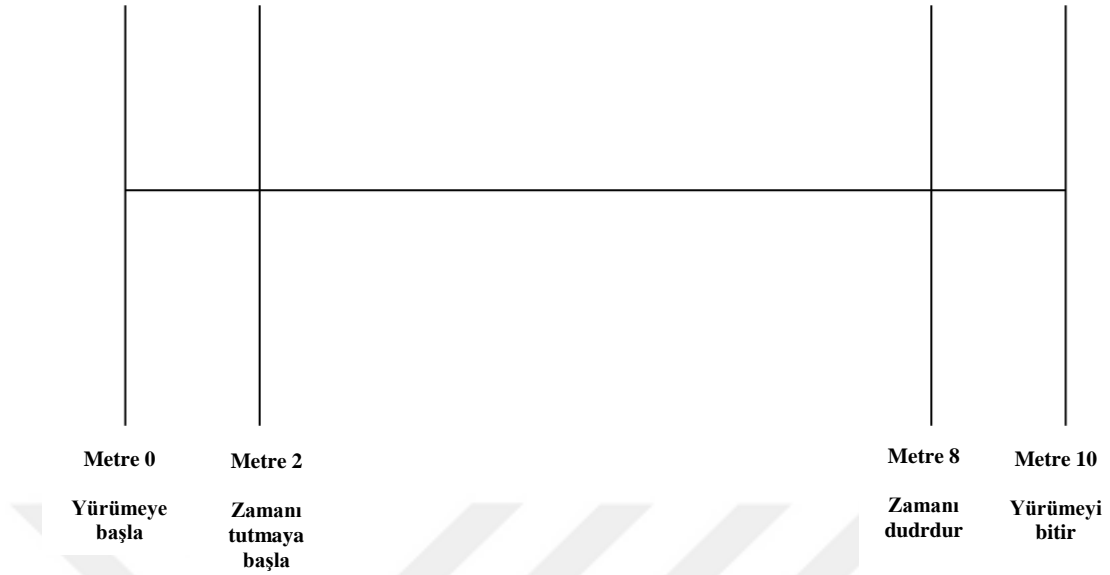 Metre 0
Yürümeye
başla
Metre 2
Zamanı
tutmaya
başla
Metre 8
Zamanı
dudrdur
Metre 10
Yürümeyi
bitir